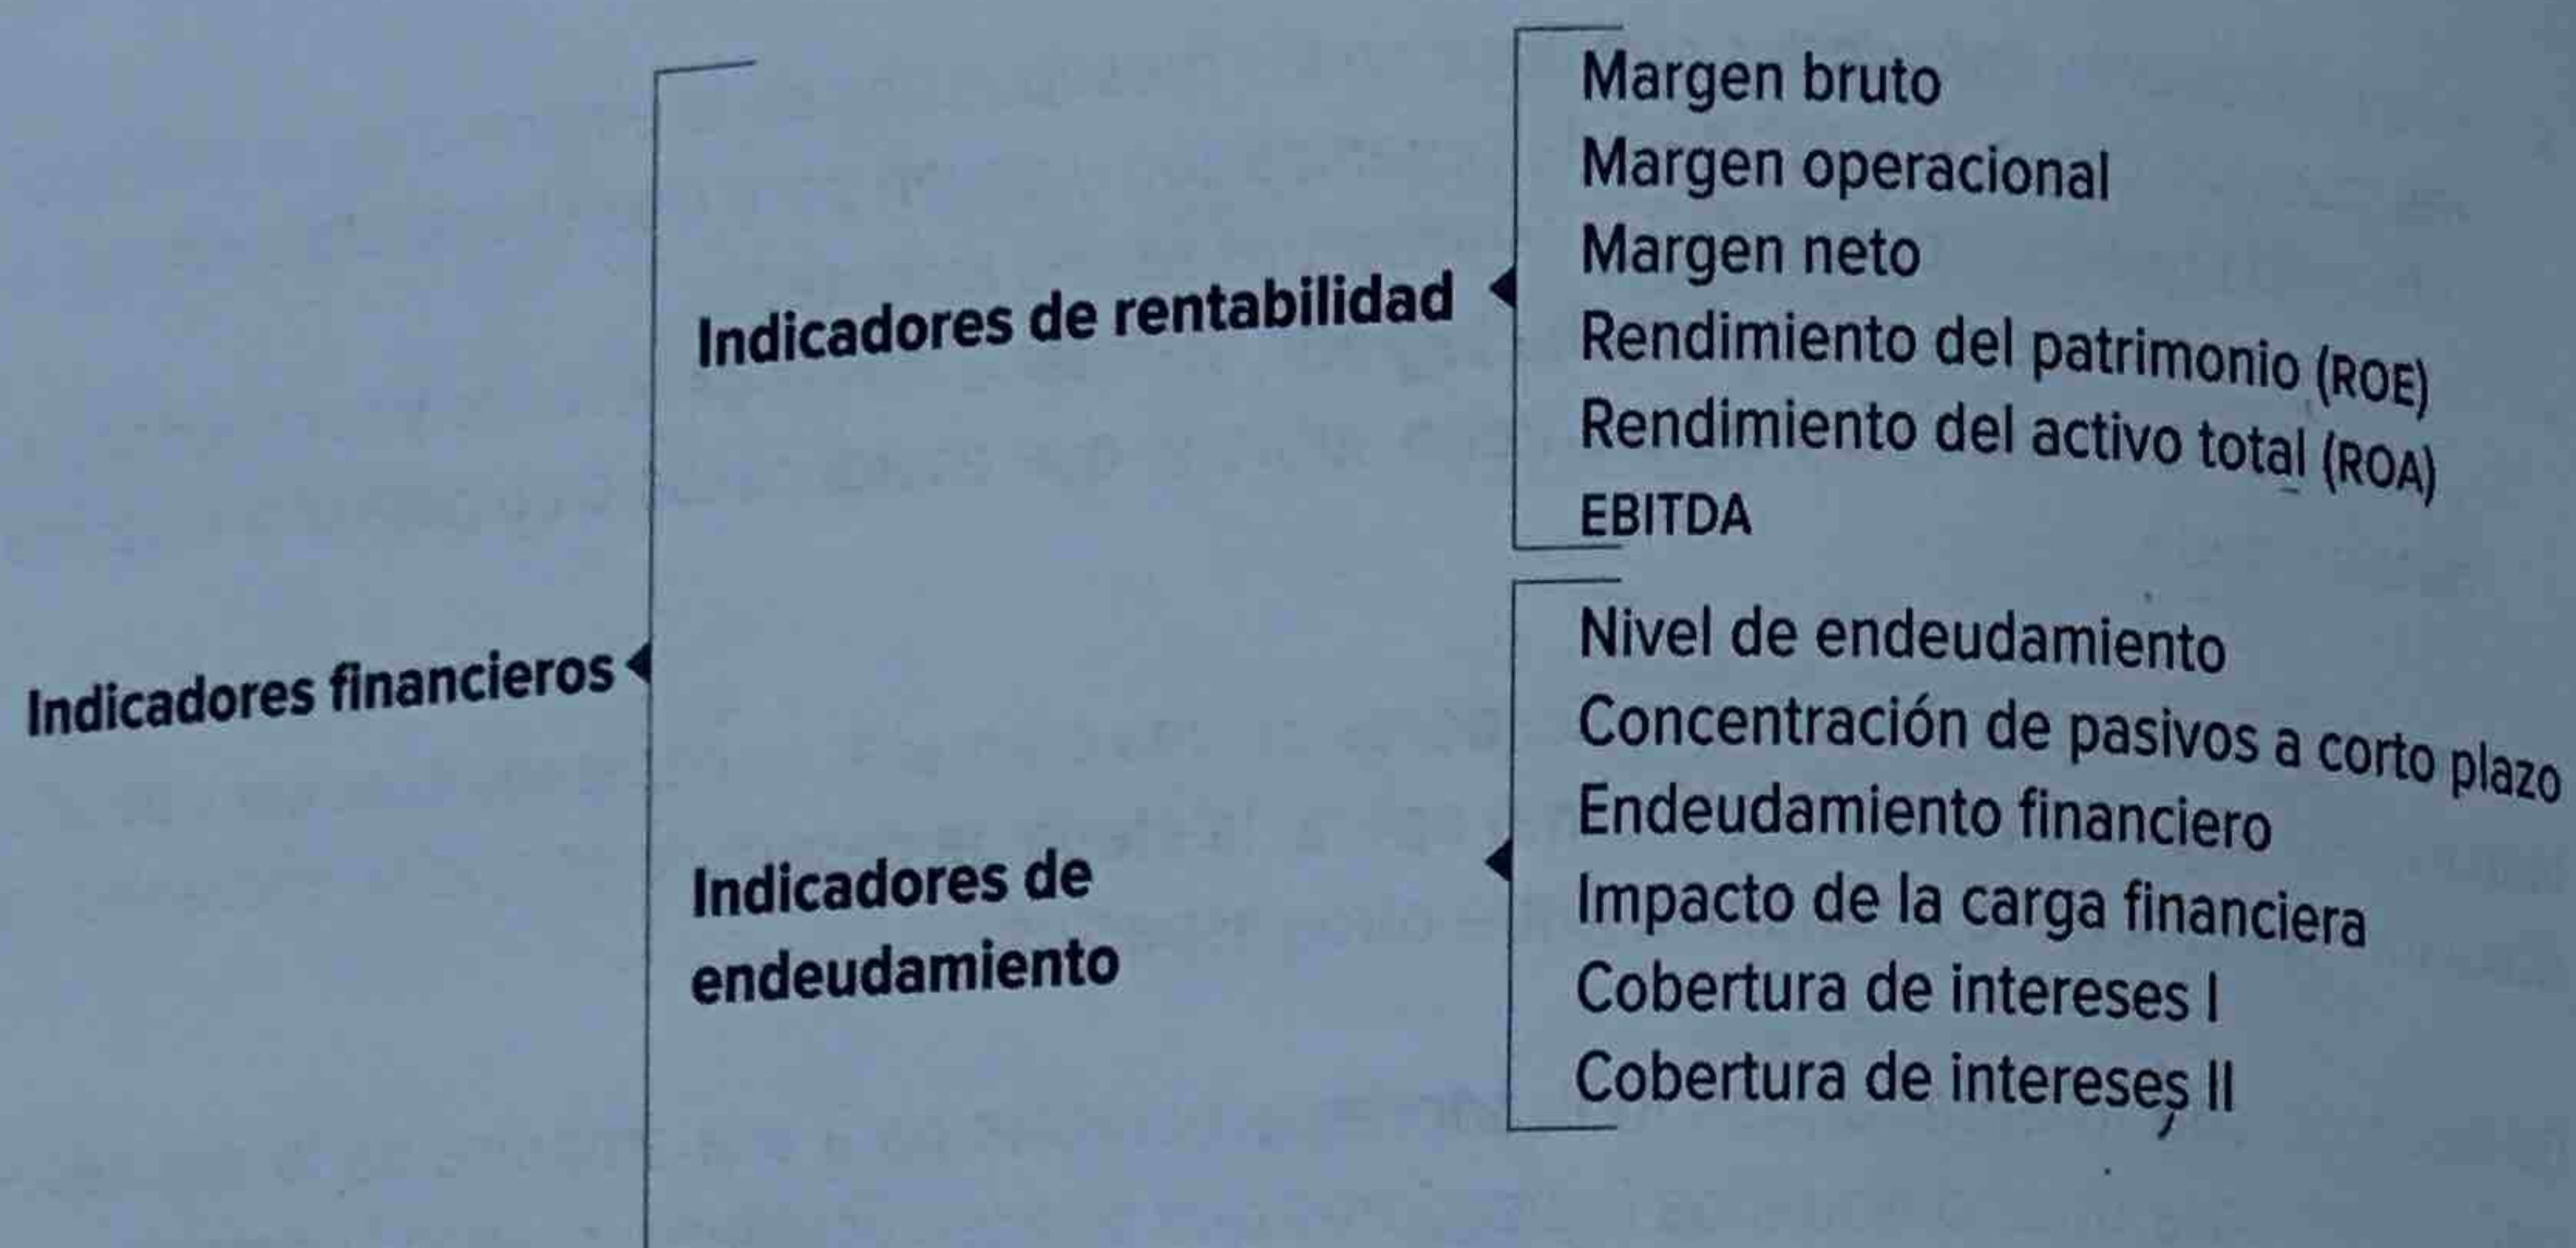 Indicadores financieros
Indicadores de rentabilidad
Margen bruto
Margen operacional
Margen neto
Rendimiento del patrimonio (ROE)
Rendimiento del activo total (ROA)
EBITDA
Indicadores de
endeudamiento
Nivel de endeudamiento
Concentración de pasivos a corto plazo
Endeudamiento financiero
Impacto de la carga financiera
Cobertura de intereses I
Cobertura de intereses II